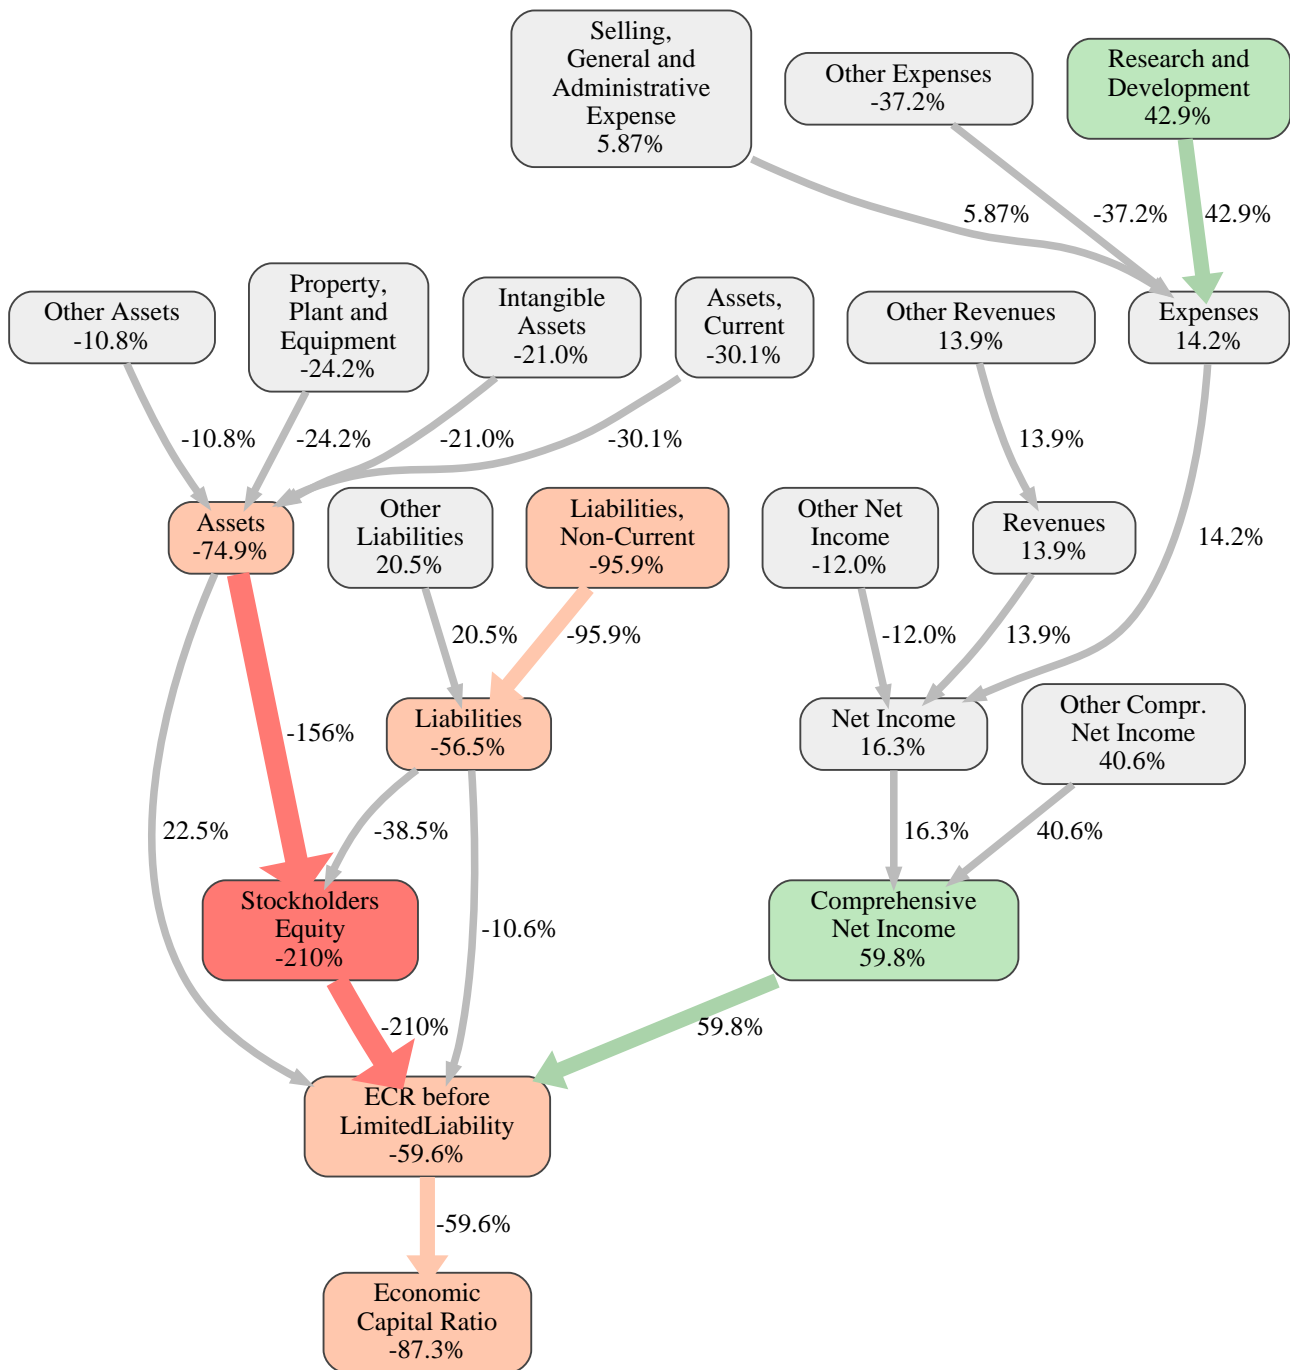 Selling,
General and
Administrative
Expense
5.87%
Other Expenses
-37.2%
Research and
Development
42.9%
5.87%
-37.2%
42.9%
Other Assets
-10.8%
Property,
Plant and
Equipment
-24.2%
Intangible
Assets
-21.0%
Assets,
Current
-30.1%
Other Revenues
13.9%
Expenses
14.2%
-10.8%
-24.2%
-21.0%
-30.1%
13.9%
14.2%
Assets
-74.9%
Other
Liabilities
20.5%
Liabilities,
Non-Current
-95.9%
Other Net
Income
-12.0%
Revenues
13.9%
20.5%
-95.9%
-12.0%
13.9%
-156%
Liabilities
-56.5%
Net Income
16.3%
Other Compr.
Net Income
40.6%
22.5%
-38.5%
16.3%
40.6%
Stockholders
Equity
-210%
-10.6%
Comprehensive
Net Income
59.8%
-210%
59.8%
ECR before
LimitedLiability
-59.6%
-59.6%
Economic
Capital Ratio
-87.3%